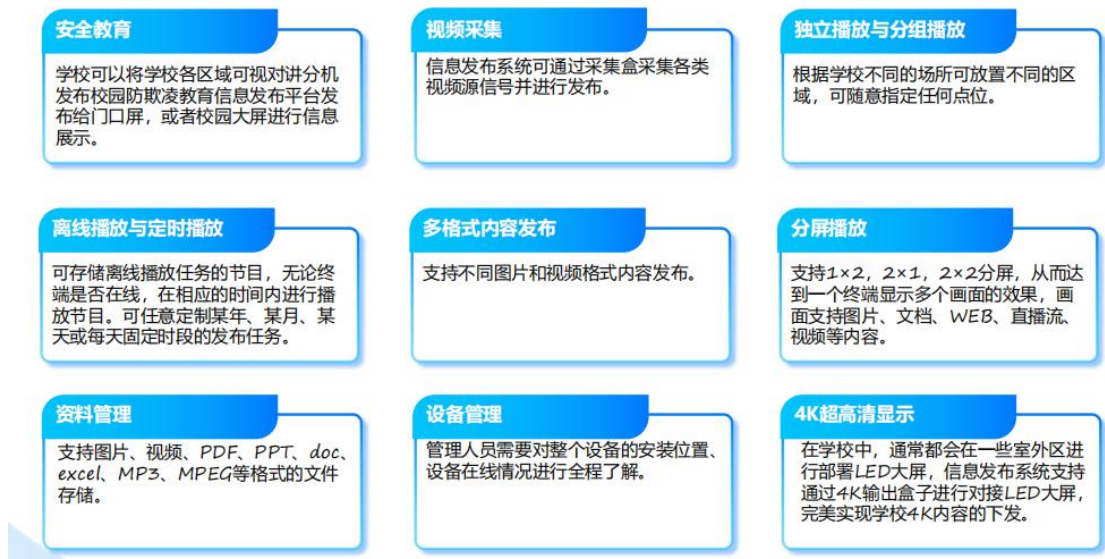 安全教育
学校可以将学校各区域可视对讲分机
发布校园防欺凌教育信息发布平台发
布给门口屏，或者校园大屏进行信息
展示。
视频采集
信息发布系统可通过采集盒采集各类
视频源信号并进行发布。
独立播放与分组播放
根据学校不同的场所可放置不同的区
域，可随意指定任何点位。
离线播放与定时播放
可存储离线播放任务的节目，无论终
端是否在线，在相应的时间内进行播
放节目。可任意定制某年、某月、某
天或每天固定时段的发布任务。
多格式内容发布
支持不同图片和视频格式内容发布。
分屏播放
支持1×2，2×1，2×2分屏，从而达
到一个终端显示多个画面的效果，画
面支持图片、文档、WEB、直播流、
视频等内容。
资料管理
支持图片、视频、PDF、PPT、doc、
excel、MP3、MPEG等格式的文件
存储。
设备管理
管理人员需要对整个设备的安装位置、
设备在线情况进行全程了解。
4K超高清显示
在学校中，通常都会在一些室外区进
行部署LED大屏，信息发布系统支持
通过4K输出盒子进行对接LED大屏，
完美实现学校4K内容的下发。